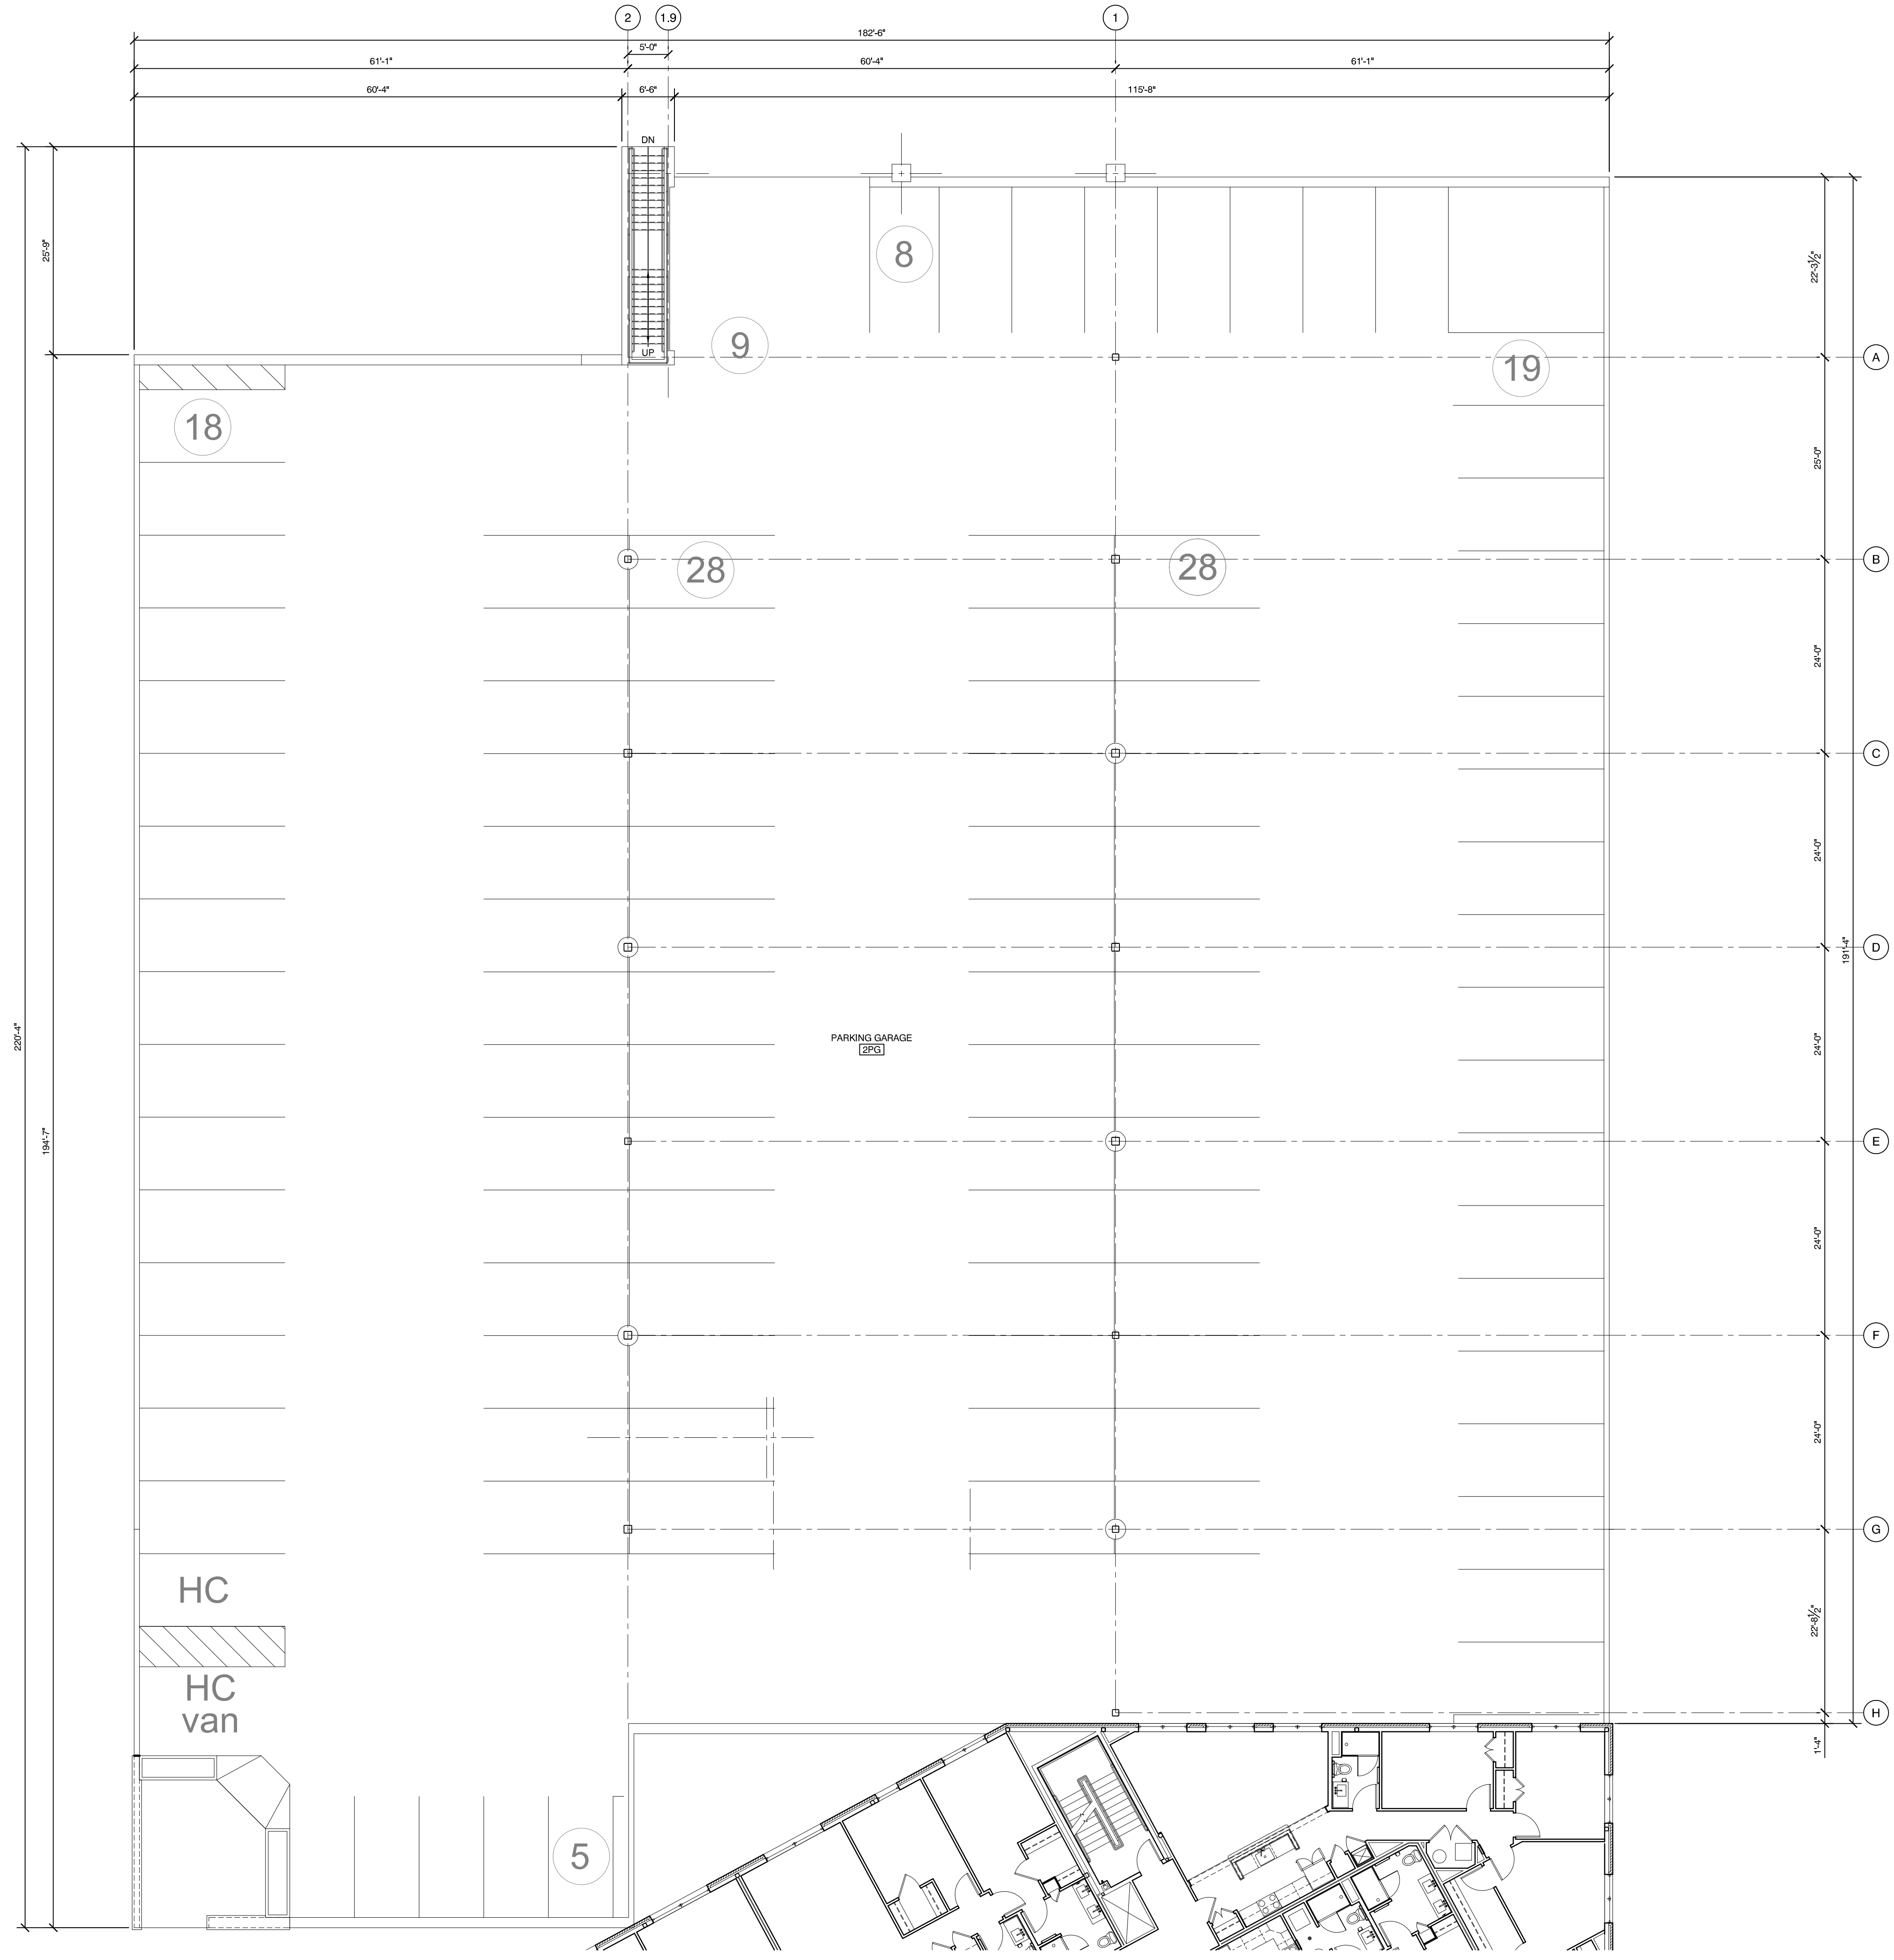 2
1.9
1
182'-6"
5'-0"
61'-1"
60'-4"
61'-1"
60'-4"
6'-6"
115'-8"
DN
UP
8
9
19
18
28
28
25'-9"
220'-4"
194'-7"
22'-3½"
25'-0"
24'-0"
24'-0"
24'-0"
24'-0"
24'-0"
22'-8½"
1'-4"
191'-4"
A
B
C
D
E
F
G
H
PARKING GARAGE
2PG
HC
HC
van
5